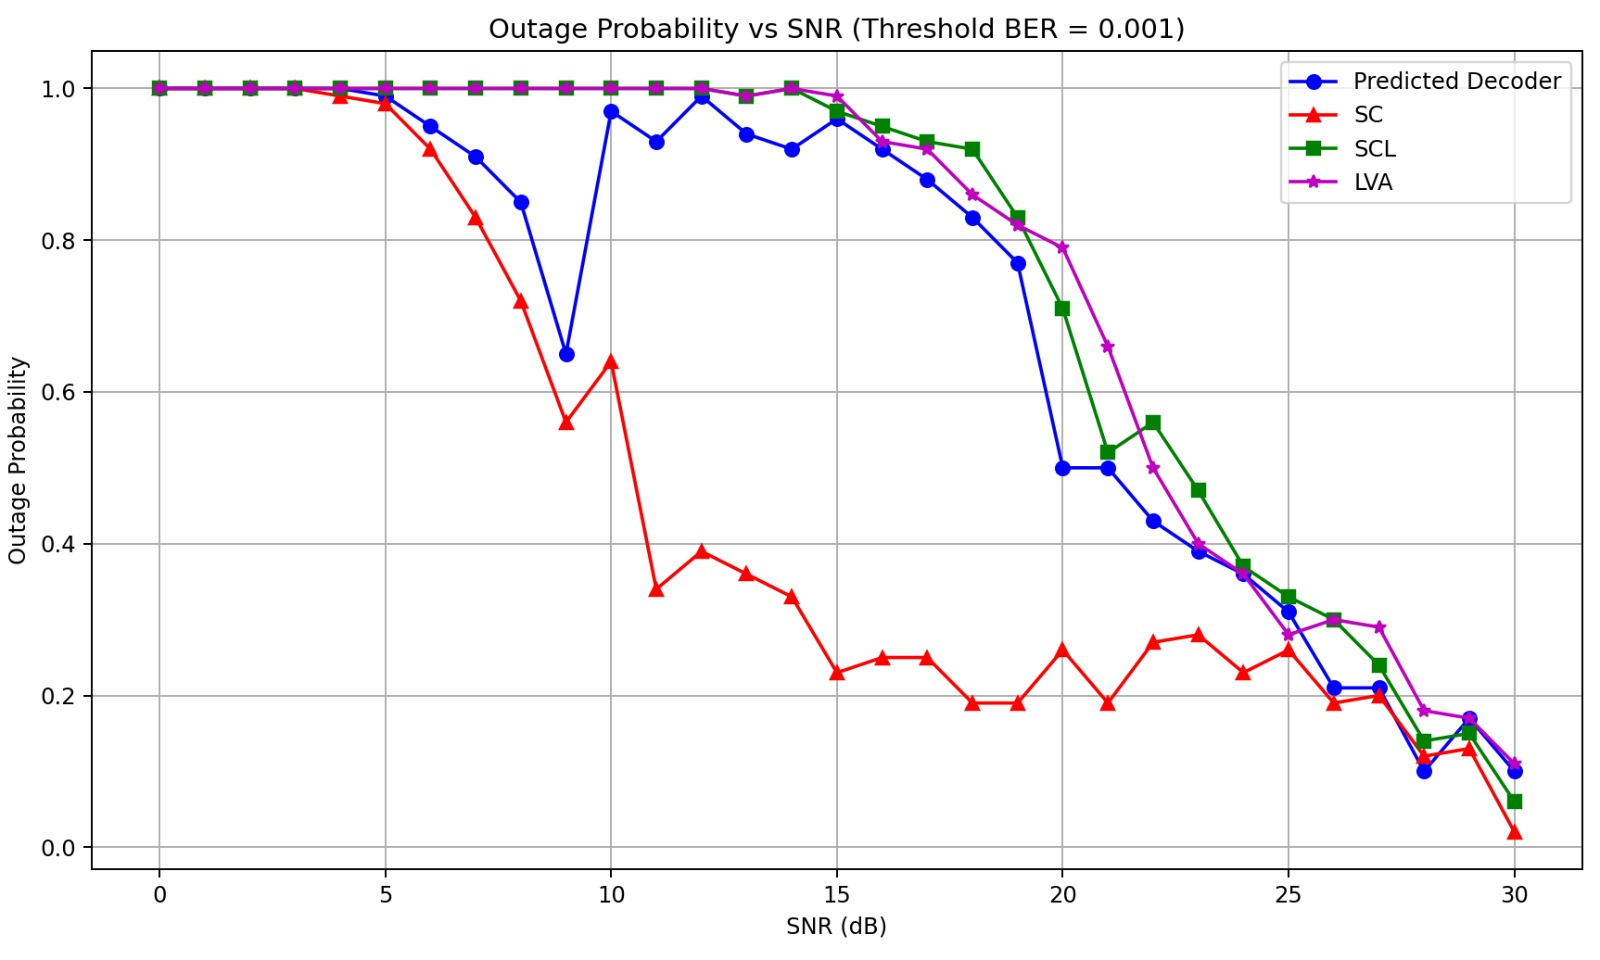 Outage Probability vs SNR (Threshold BER = 0.001)
Outage Probability
1.0
0.8
0.6
0.4
0.2
0.0
Predicted Decoder
SC
SCL
LVA
0 5 10 15 20 25 30
SNR (dB)